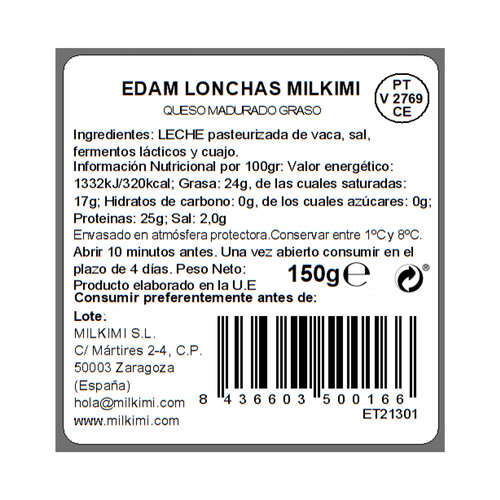 EDAM LONCHAS MILKIMI
QUESO MADURADO GRASO
PT
V 2769
CE
Ingredientes: LECHE pasteurizada de vaca, sal,
fermentos lácticos y cuajo.
Información Nutricional por 100gr: Valor energético:
1332kJ/320kcal; Grasa: 24g, de las cuales saturadas:
17g; Hidratos de carbono: 0g, de los cuales azúcares: 0g;
Proteinas: 25g; Sal: 2,0g
Envasado en atmósfera protectora.Conservar entre 1ºC y 8ºC.
Abrir 10 minutos antes. Una vez abierto consumir en el
plazo de 4 días. Peso Neto: 150g ℮
Producto elaborado en la U.E
®
Consumir preferentemente antes de:
Lote:
MILKIMI S.L.
C/ Mártires 2-4, C.P.
50003 Zaragoza
(España)
hola@milkimi.com
www.milkimi.com
8 436603 500166
ET21301